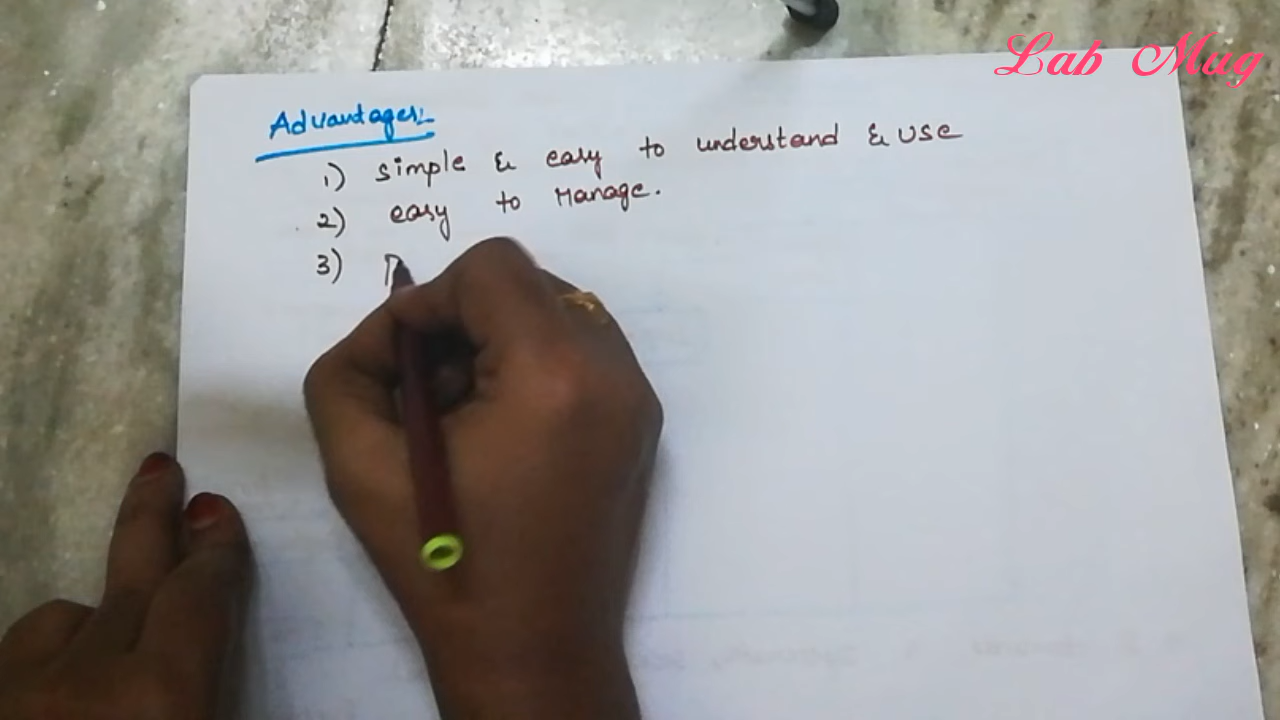 Lab Mug
Advantages:-
1) simple & easy to understand & use
2) easy to Manage.
3)